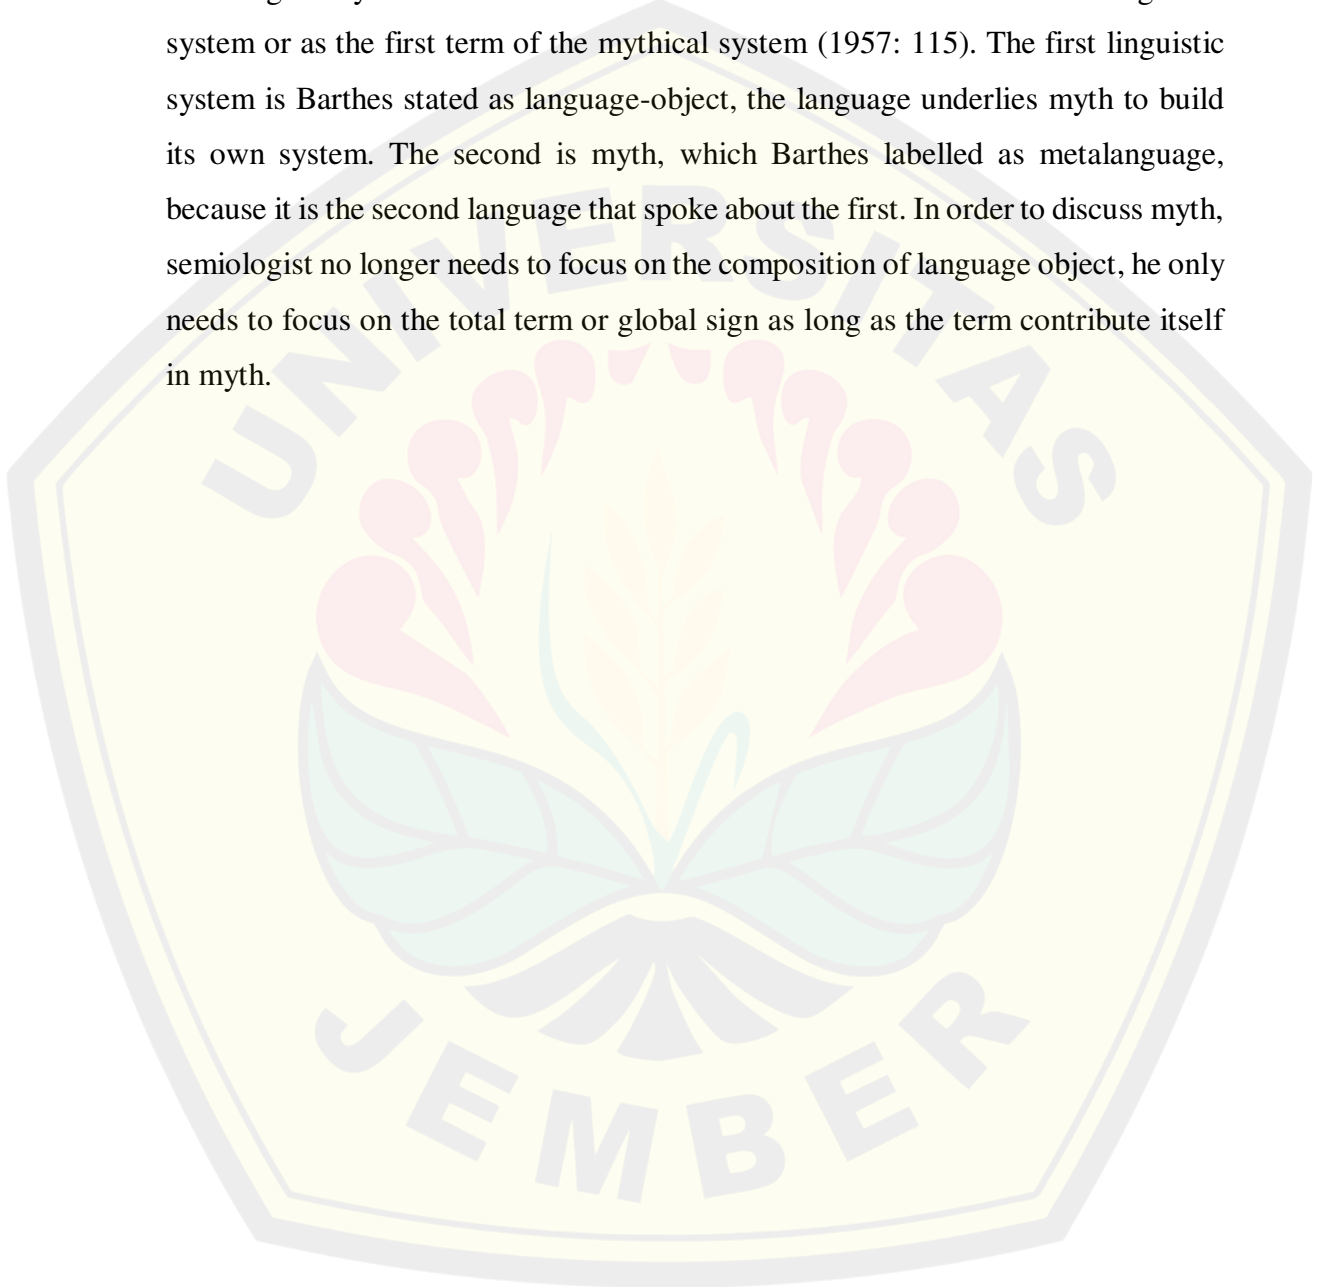 system or as the first term of the mythical system (1957: 115). The first linguistic
system is Barthes stated as language-object, the language underlies myth to build
its own system. The second is myth, which Barthes labelled as metalanguage,
because it is the second language that spoke about the first. In order to discuss myth,
semiologist no longer needs to focus on the composition of language object, he only
needs to focus on the total term or global sign as long as the term contribute itself
in myth.
UNIVERSITAS
JEMBER